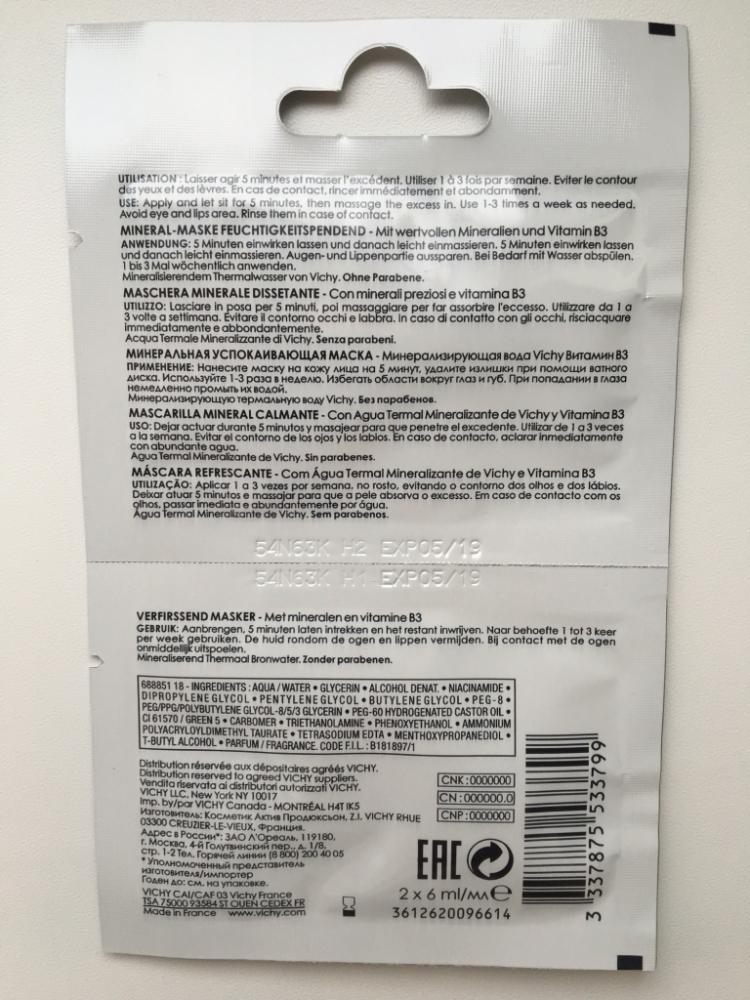 UTILISATION : Laisser agir 5 minutes et masser l'excédent. Utiliser 1 à 3 fois par semaine. Eviter le contour
des yeux et des lèvres. En cas de contact, rincer immédiatement et abondamment.
USE: Apply and let sit for 5 minutes, then massage the excess in. Use 1-3 times a week as needed.
Avoid eye and lips area. Rinse them in case of contact.
MINERAL-MASKE FEUCHTIGKEITSPENDEND - Mit wertvollen Mineralien und Vitamin B3
ANWENDUNG: 5 Minuten einwirken lassen und danach leicht einmassieren. 5 Minuten einwirken lassen
und danach leicht einmassieren. Augen- und Lippenpartie aussparen. Bei Bedarf mit Wasser abspülen.
1 bis 3 Mal wöchentlich anwenden.
Mineralisierendem Thermalwasser von Vichy. Ohne Parabene.
MASCHERA MINERALE DISSETANTE - Con minerali preziosi e vitamina B3
UTILIZZO: Lasciare in posa per 5 minuti, poi massaggiare per far assorbire l'eccesso. Utilizzare da 1 a
3 volte a settimana. Evitare il contorno occhi e labbra. In caso di contatto con gli occhi, risciacquare
immediatamente e abbondantemente.
Acqua Termale Mineralizzante di Vichy. Senza parabeni.
МИНЕРАЛЬНАЯ УСПОКАИВАЮЩАЯ МАСКА - Минерализирующая вода Vichy Витамин B3
ПРИМЕНЕНИЕ: Нанесите маску на кожу лица на 5 минут, удалите излишки при помощи ватного
диска. Используйте 1-3 раза в неделю. Избегать области вокруг глаз и губ. При попадании в глаза
немедленно промыть их водой.
Минерализирующую термальную воду Vichy. Без парабенов.
MASCARILLA MINERAL CALMANTE - Con Agua Termal Mineralizante de Vichy y Vitamina B3
USO: Dejar actuar durante 5 minutos y masajear para que penetre el excedente. Utilizar de 1 a 3 veces
a la semana. Evitar el contorno de los ojos y los labios. En caso de contacto, aclarar inmediatamente
con abundante agua.
Agua Termal Mineralizante de Vichy. Sin parabenes.
MÁSCARA REFRESCANTE - Com Água Termal Mineralizante de Vichy e Vitamina B3
UTILIZAÇÃO: Aplicar 1 a 3 vezes por semana, no rosto, evitando o contorno dos olhos e dos lábios.
Deixar atuar 5 minutos e massajar para que a pele absorva o excesso. Em caso de contacto com os
olhos, passar imediata e abundantemente por água.
Água Termal Mineralizante de Vichy. Sem parabenos.
54N63K H2 EXP05/19
54N63K H1 EXP05/19
VERFIRSSEND MASKER - Met mineralen en vitamine B3
GEBRUIK: Aanbrengen, 5 minuten laten intrekken en het restant inwrijven. Naar behoefte 1 tot 3 keer
per week gebruiken. De huid rondom de ogen en lippen vermijden. Bij contact met de ogen
onmiddellijk uitspoelen.
Mineraliserend Thermaal Bronwater. Zonder parabenen.
688851 18 - INGREDIENTS : AQUA / WATER • GLYCERIN • ALCOHOL DENAT. • NIACINAMIDE •
DIPROPYLENE GLYCOL • PENTYLENE GLYCOL • BUTYLENE GLYCOL • PEG-8 •
PEG/PPG/POLYBUTYLENE GLYCOL-8/5/3 GLYCERIN • PEG-60 HYDROGENATED CASTOR OIL •
CI 61570 / GREEN 5 • CARBOMER • TRIETHANOLAMINE • PHENOXYETHANOL • AMMONIUM
POLYACRYLOYLDIMETHYL TAURATE • TETRASODIUM EDTA • MENTHOXYPROPANEDIOL •
T-BUTYL ALCOHOL • PARFUM / FRAGRANCE. CODE F.I.L. : B181897/1
Distribution réservée aux dépositaires agréés VICHY.
Distribution reserved to agreed VICHY suppliers.
Vendita riservata ai distributori autorizzati VICHY.
VICHY LLC, New York NY 10017
Imp. by/par VICHY Canada - MONTRÉAL H4T 1K5
Изготовитель: Косметик Актив Продюксьон, Z.I. VICHY RHUE
03300 CREUZIER-LE-VIEUX, Франция.
Адрес в России*: ЗАО Л'Ореаль, 119180,
г. Москва, 4-й Голутвинский пер., д. 1/8,
стр. 1-2 Тел. Горячей линии (8 800) 200 40 05
* Уполномоченный представитель
изготовителя/импортер
Годен до: см. на упаковке.
VICHY CAI/CAF 03 Vichy France
TSA 75000 93584 ST OUEN CEDEX FR
Made in France www.vichy.com
CNK : 0000000
CN : 000000.0
CNP : 0000000
EAC
2 x 6 ml/мл e
3612620096614
3 337875 533799